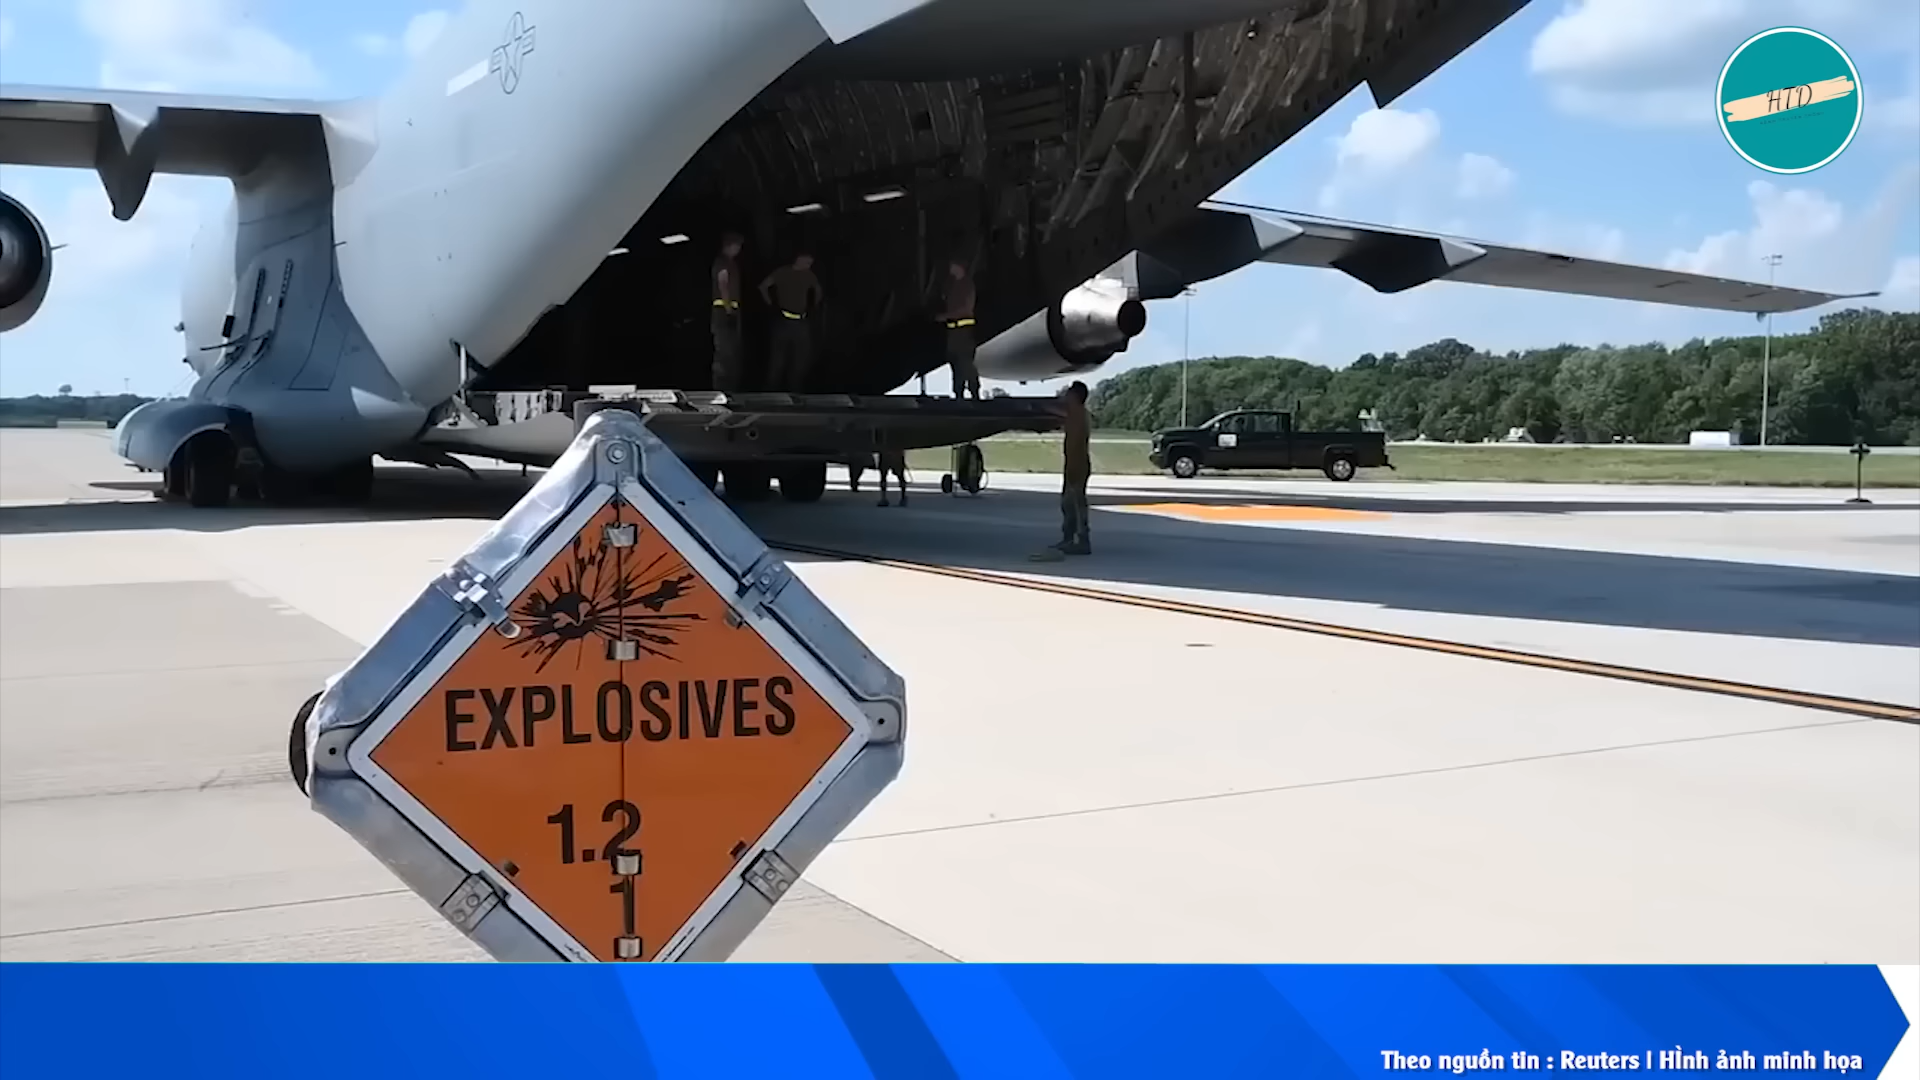 HTD
EXPLOSIVES
1.2
1
Theo nguồn tin : Reuters | Hình ảnh minh họa